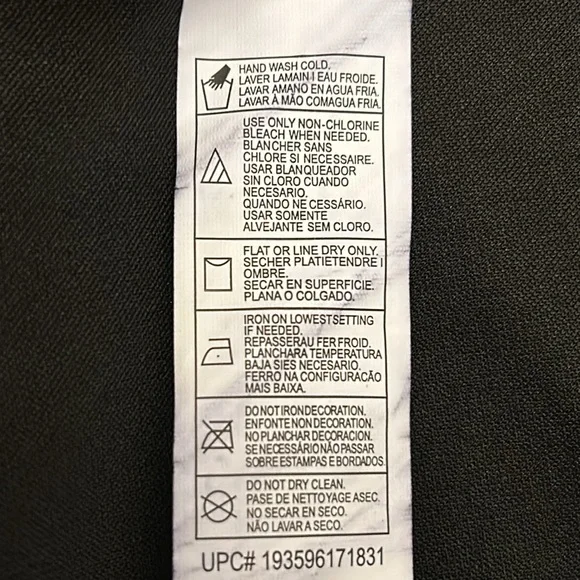 HAND WASH COLD.
LAVER LAMAIN I EAU FROIDE.
LAVAR AMANO EN AGUA FRIA.
LAVAR À MÃO COMAGUA FRIA.
USE ONLY NON-CHLORINE
BLEACH WHEN NEEDED.
BLANCHER SANS
CHLORE SI NECESSAIRE.
USAR BLANQUEADOR
SIN CLORO CUANDO
NECESARIO.
QUANDO NE CESSÁRIO.
USAR SOMENTE
ALVEJANTE SEM CLORO.
FLAT OR LINE DRY ONLY.
SECHER PLATIETENDRE I
OMBRE.
SECAR EN SUPERFICIE.
PLANA O COLGADO.
IRON ON LOWESTSETTING
IF NEEDED.
REPASSERAU FER FROID.
PLANCHARA TEMPERATURA
BAJA SIES NECESARIO.
FERRO NA CONFIGURACÃO
MAIS BAIXA.
DO NOT IRON DECORATION.
ENFONTE NON DECORATION.
NO PLANCHAR DECORACION.
SE NECESSÁRIO NÃO PASSAR
SOBRE ESTAMPAS E BORDADOS
DO NOT DRY CLEAN.
PASE DE NETTOYAGE ASEC.
NO SECAR EN SECO.
NÃO LAVAR A SECO.
UPC# 193596171831